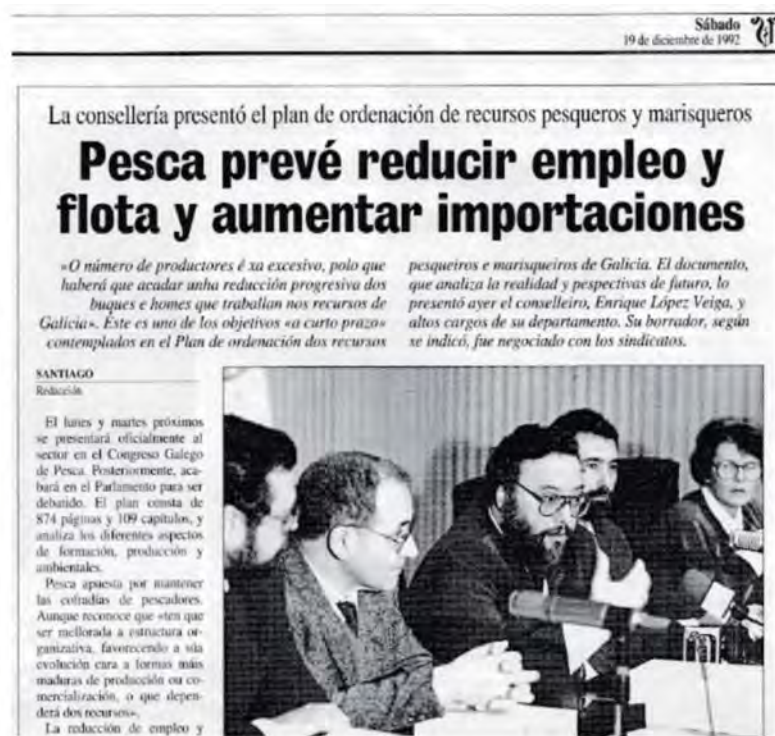 Sábado
19 de diciembre de 1992
La consellería presentó el plan de ordenación de recursos pesqueros y marisqueros
Pesca prevé reducir empleo y
flota y aumentar importaciones
«O número de productores é xa excesivo, polo que
haberá que acadar unha reducción progresiva dos
buques e homes que traballan nos recursos de
Galicia». Éste es uno de los objetivos «a curto prazo»
contemplados en el Plan de ordenación dos recursos
pesqueiros e marisqueiros de Galicia. El documento,
que analiza la realidad y pespectivas de futuro, lo
presentó ayer el conselleiro, Enrique López Veiga, y
altos cargos de su departamento. Su borrador, según
se indicó, fue negociado con los sindicatos.
SANTIAGO
Redacción
El lunes y martes próximos
se presentará oficialmente al
sector en el Congreso Galego
de Pesca. Posteriormente, aca-
bará en el Parlamento para ser
debatido. El plan consta de
874 páginas y 109 capítulos, y
analiza los diferentes aspectos
de formación, producción y
ambientales.
Pesca apuesta por mantener
las cofradías de pescadores.
Aunque reconoce que «ten que
ser mellorada a estructura or-
ganizativa, favorecendo a súa
evolución cara a formas máis
maduras de producción ou co-
mercialización, o que depen-
derá dos recursos».
La reducción de empleo y